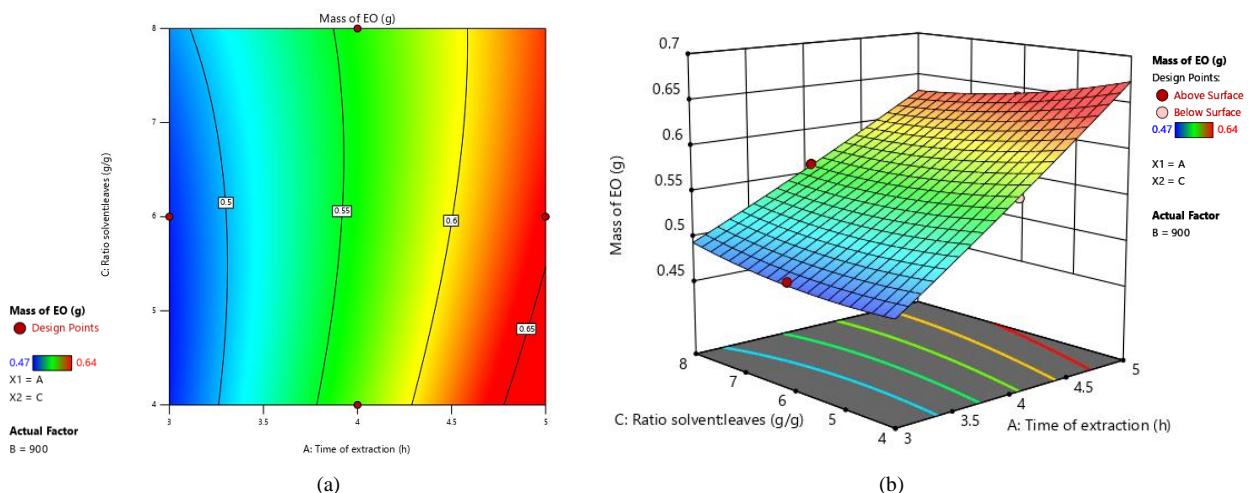 Mass of EO (g)
8
7
6
5
4
3
3.5
4
4.5
5
0.5
0.55
0.6
0.65
C: Ratio solventleaves (g/g)
A: Time of extraction (h)
Mass of EO (g)
Design Points
0.47 0.64
X1 = A
X2 = C
Actual Factor
B = 900
(a)
0.7
0.65
0.6
0.55
0.5
0.45
Mass of EO (g)
8
7
6
5
4
3
3.5
4
4.5
5
C: Ratio solventleaves (g/g)
A: Time of extraction (h)
Mass of EO (g)
Design Points:
Above Surface
Below Surface
0.47 0.64
X1 = A
X2 = C
Actual Factor
B = 900
(b)